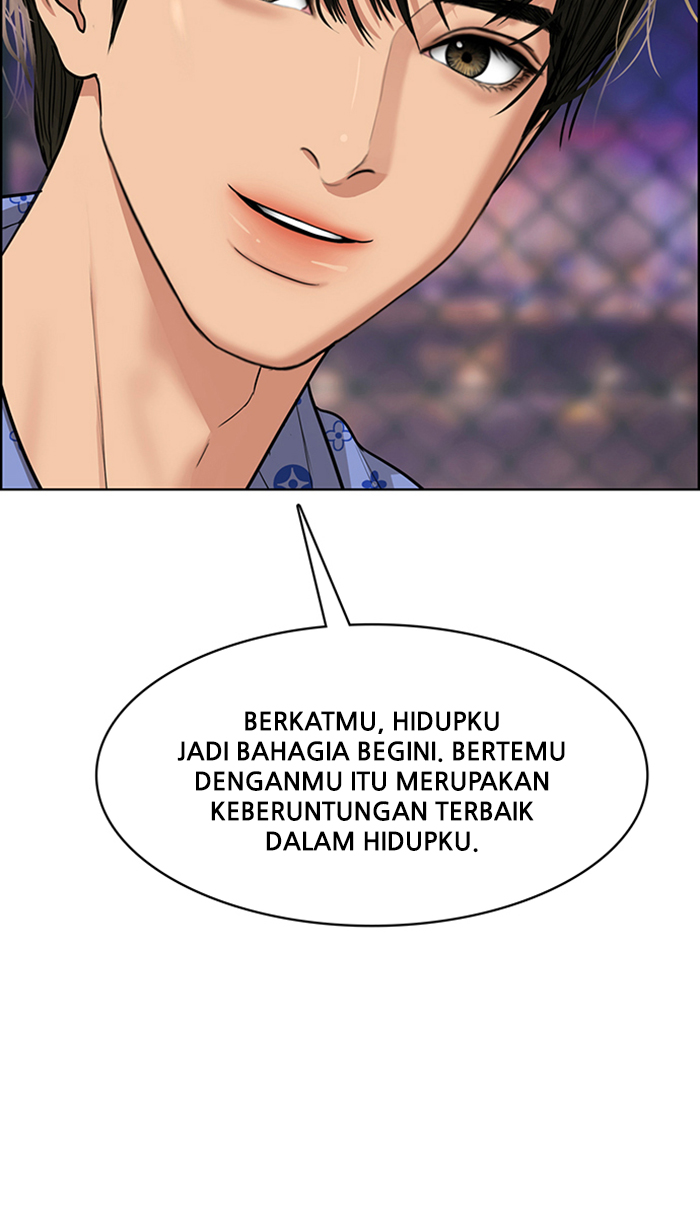 BERKATMU, HIDUPKU
JADI BAHAGIA BEGINI. BERTEMU
DENGANMU ITU MERUPAKAN
KEBERUNTUNGAN TERBAIK
DALAM HIDUPKU.